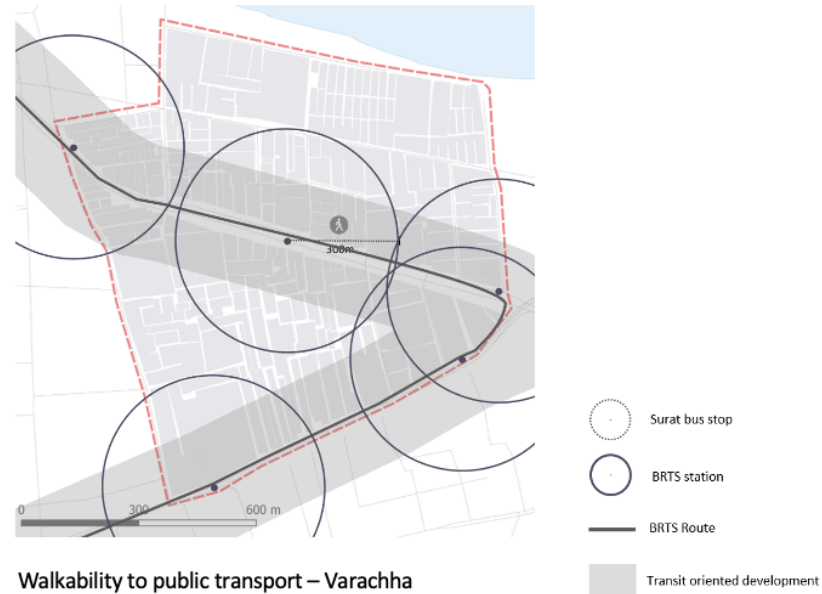 300m
0 300 600 m
Surat bus stop
BRTS station
BRTS Route
Transit oriented development
Walkability to public transport – Varachha